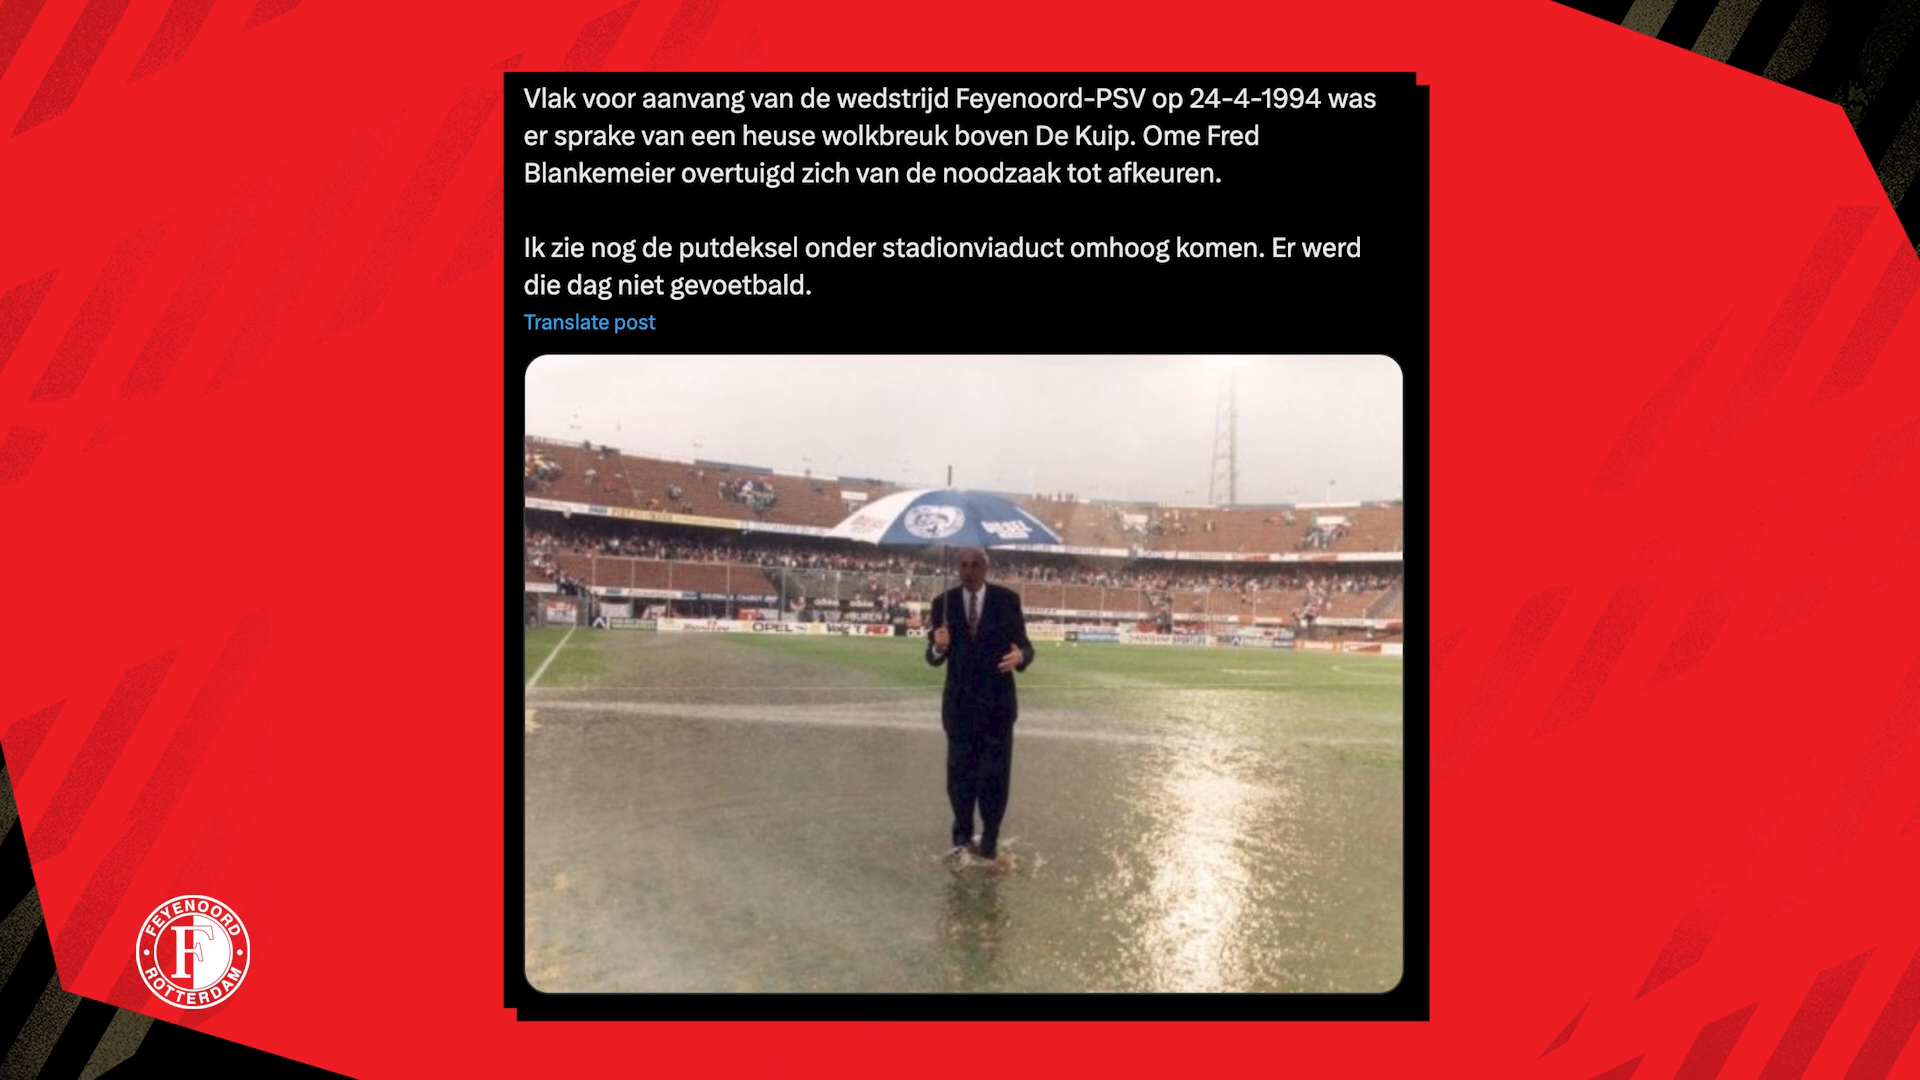 Vlak voor aanvang van de wedstrijd Feyenoord-PSV op 24-4-1994 was
er sprake van een heuse wolkbreuk boven De Kuip. Ome Fred
Blankemeier overtuigd zich van de noodzaak tot afkeuren.
Ik zie nog de putdeksel onder stadionviaduct omhoog komen. Er werd
die dag niet gevoetbald.
Translate post
DIESEL
OPEL
FEYENOORD
F
ROTTERDAM